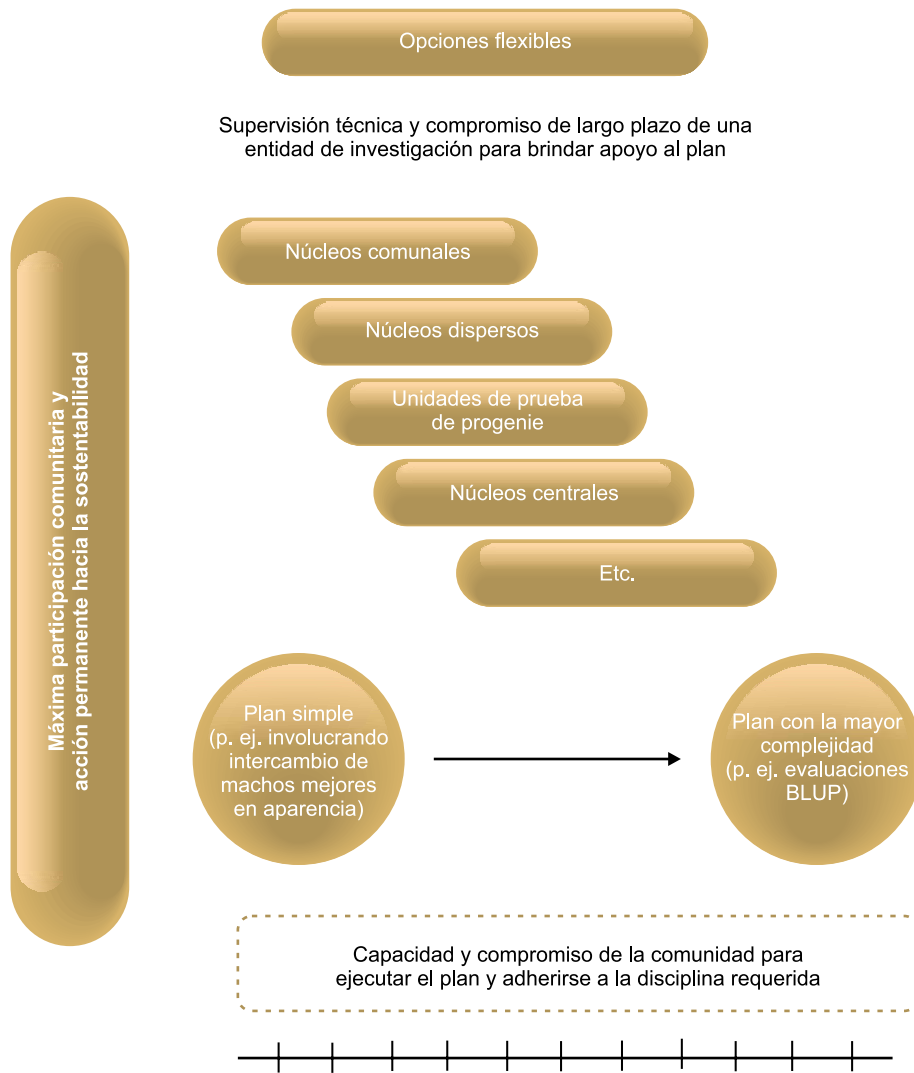 Opciones flexibles
Supervisión técnica y compromiso de largo plazo de una
entidad de investigación para brindar apoyo al plan
Máxima participación comunitaria y
acción permanente hacia la sostentabilidad
Núcleos comunales
Núcleos dispersos
Unidades de prueba
de progenie
Núcleos centrales
Etc.
Plan simple
(p. ej. involucrando
intercambio de
machos mejores
en aparencia)
Plan con la mayor
complejidad
(p. ej. evaluaciones
BLUP)
Capacidad y compromiso de la comunidad para
ejecutar el plan y adherirse a la disciplina requerida